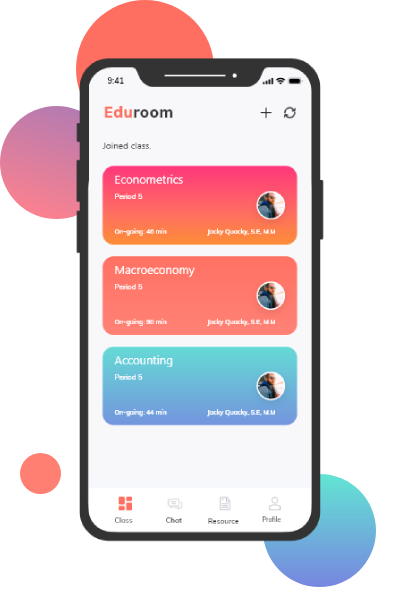 9:41
Eduroom
Joined class.
Econometrics
Period 5
On-going: 46 min
Jacky Quacky, S.E, M.M
Macroeconomy
Period 5
On-going: 90 min
Jacky Quacky, S.E, M.M
Accounting
Period 5
On-going: 44 min
Jacky Quacky, S.E, M.M
Class
Chat
Resource
Profile